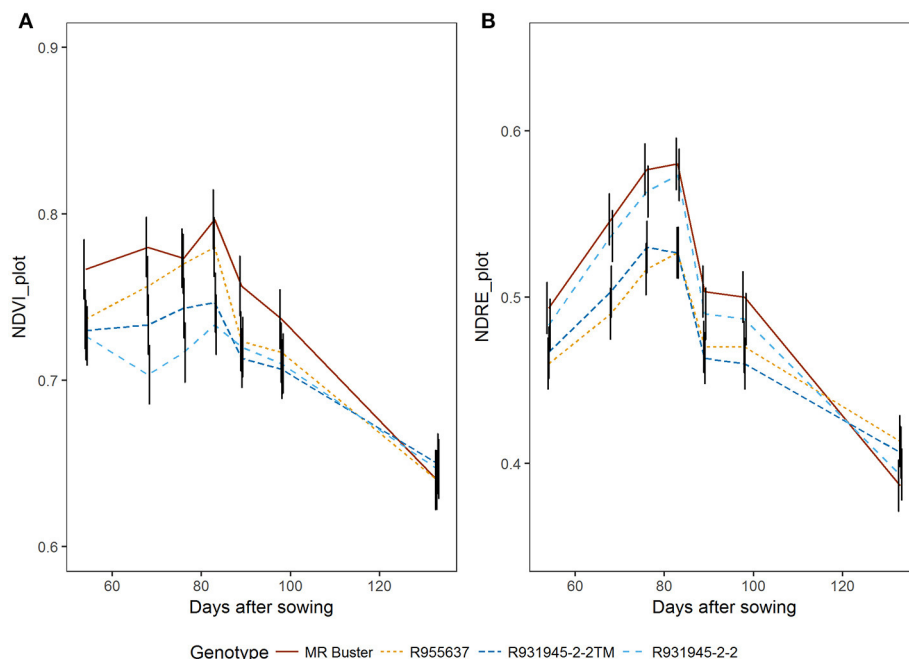 A
NDVI_plot
0.9
0.8
0.7
0.6
60 80 100 120
Days after sowing
B
NDRE_plot
0.6
0.5
0.4
60 80 100 120
Days after sowing
Genotype MR Buster R955637 R931945-2-2TM R931945-2-2